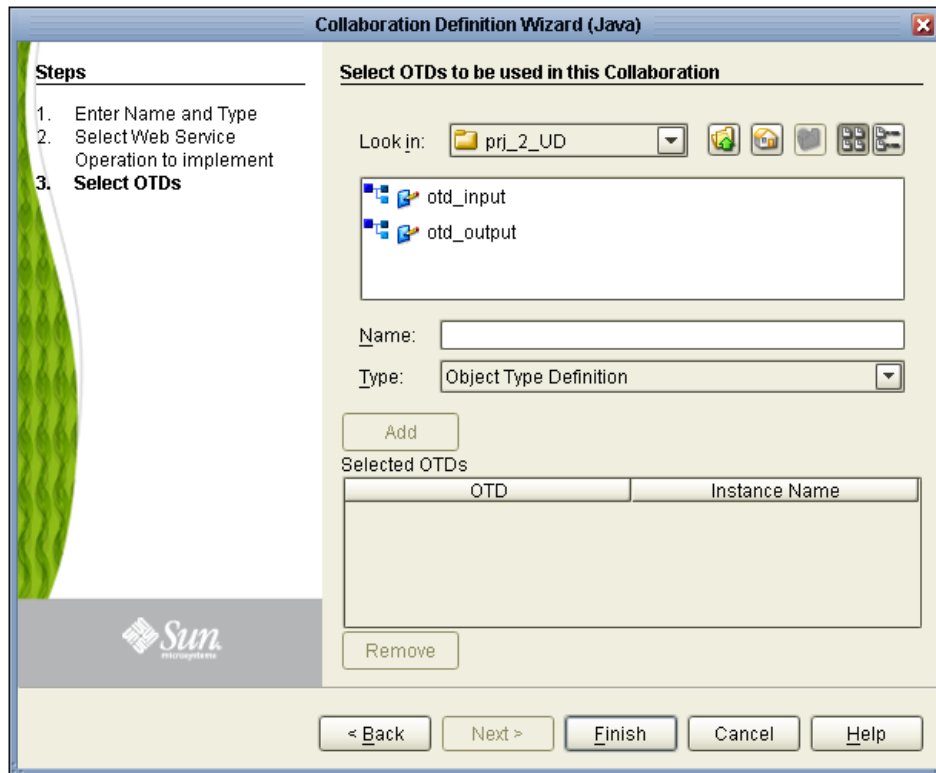 Collaboration Definition Wizard (Java)
Steps
1. Enter Name and Type
2. Select Web Service
Operation to implement
3. Select OTDs
Sun
microsystems
Select OTDs to be used in this Collaboration
Look in: prj_2_UD
otd_input
otd_output
Name:
Type: Object Type Definition
Add
Selected OTDs
OTD Instance Name
Remove
< Back Next > Finish Cancel Help